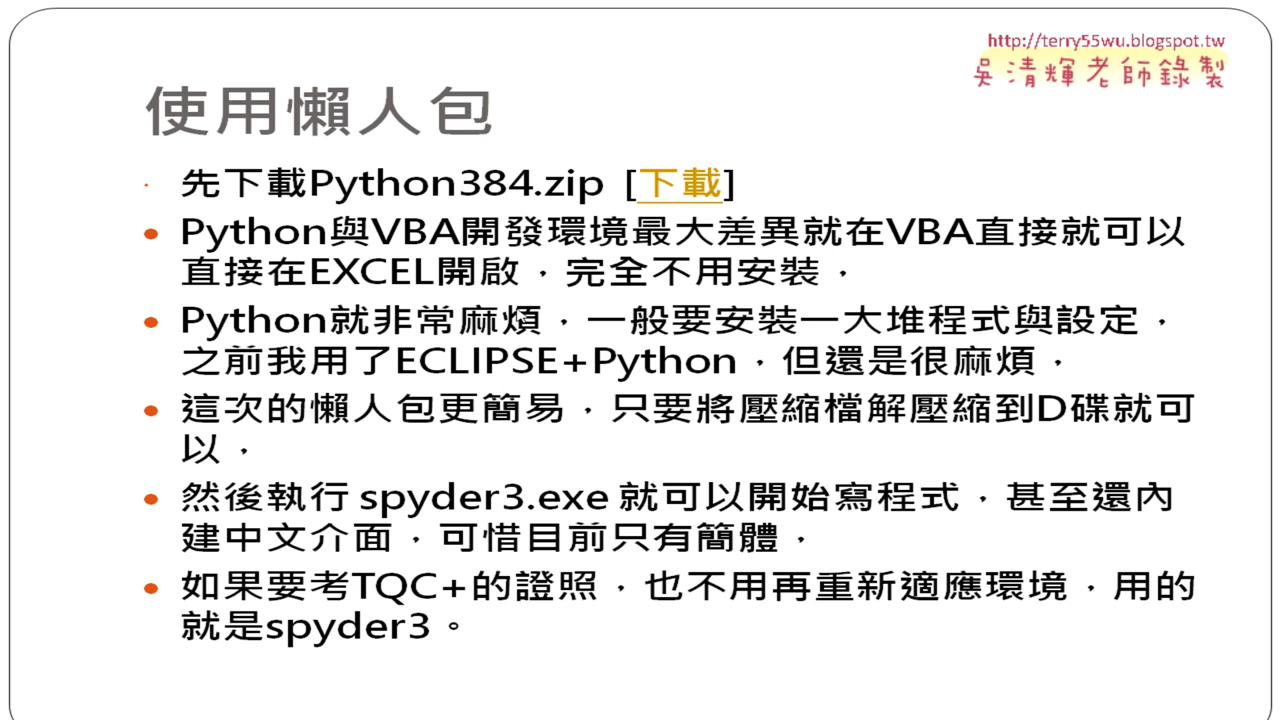 http://terry55wu.blogspot.tw
吳清輝老師錄製
使用懶人包
先下載Python384.zip [下載]
Python與VBA開發環境最大差異就在VBA直接就可以
直接在EXCEL開啟，完全不用安裝，
Python就非常麻煩，一般要安裝一大堆程式與設定，
之前我用了ECLIPSE+Python，但還是很麻煩，
這次的懶人包更簡易，只要將壓縮檔解壓縮到D碟就可
以，
然後執行 spyder3.exe 就可以開始寫程式，甚至還內
建中文介面，可惜目前只有簡體，
如果要考TQC+的證照，也不用再重新適應環境，用的
就是spyder3。